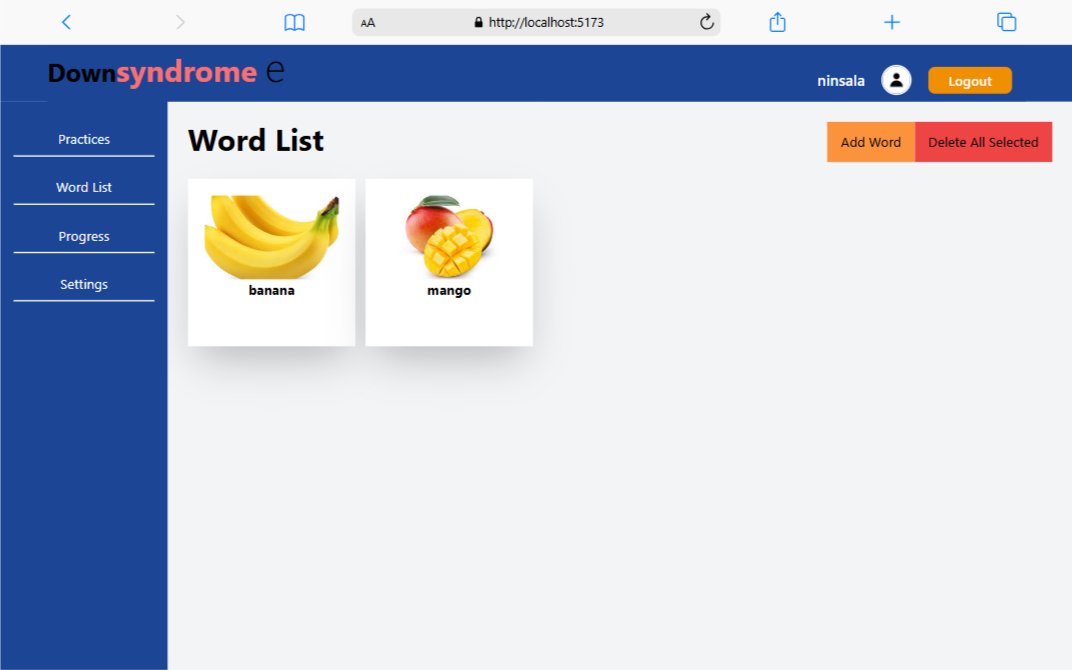 AA http://localhost:5173
Downsyndrome e
ninsala Logout
Practices
Word List
Progress
Settings
Word List
Add Word Delete All Selected
banana mango